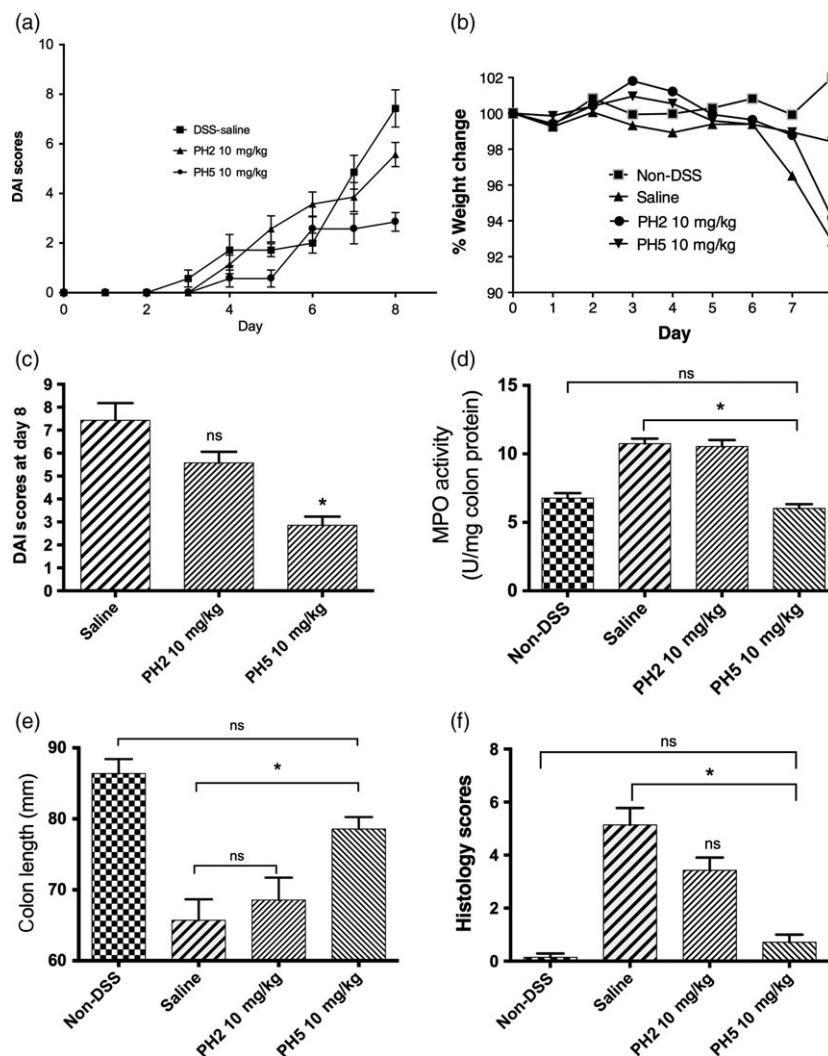 (a)
10
8
6
4
2
0
DAI scores
DSS-saline
PH2 10 mg/kg
PH5 10 mg/kg
0 2 4 6 8
Day
(b)
102
100
98
96
94
92
90
% Weight change
Non-DSS
Saline
PH2 10 mg/kg
PH5 10 mg/kg
0 1 2 3 4 5 6 7
Day
(c)
9
8
7
6
5
4
3
2
1
0
DAI scores at day 8
ns
*
Saline
PH2 10 mg/kg
PH5 10 mg/kg
(d)
15
10
5
0
MPO activity
(U/mg colon protein)
ns
*
Non-DSS
Saline
PH2 10 mg/kg
PH5 10 mg/kg
(e)
90
80
70
60
Colon length (mm)
ns
*
ns
Non-DSS
Saline
PH2 10 mg/kg
PH5 10 mg/kg
(f)
8
6
4
2
0
Histology scores
ns
*
ns
Non-DSS
Saline
PH2 10 mg/kg
PH5 10 mg/kg